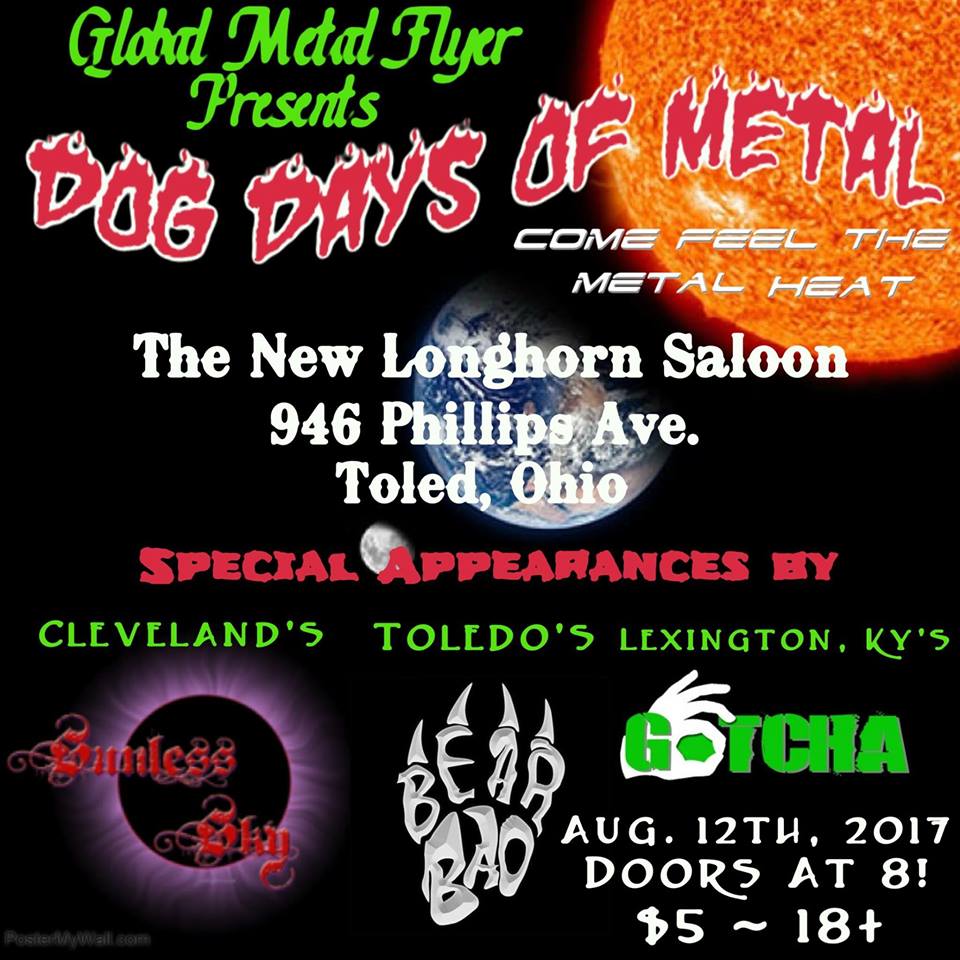 Global Metal Flyer
Presents
DOG DAYS OF METAL
COME FEEL THE
METAL HEAT
The New Longhorn Saloon
946 Phillips Ave.
Toled, Ohio
SPECIAL APPEARANCES BY
CLEVELAND'S
Sunless
Sky
TOLEDO'S
BEAR
BAO
LEXINGTON, KY'S
GOTCHA
AUG. 12TH, 2017
DOORS AT 8!
$5 ~ 18+
PosterMyWall.com